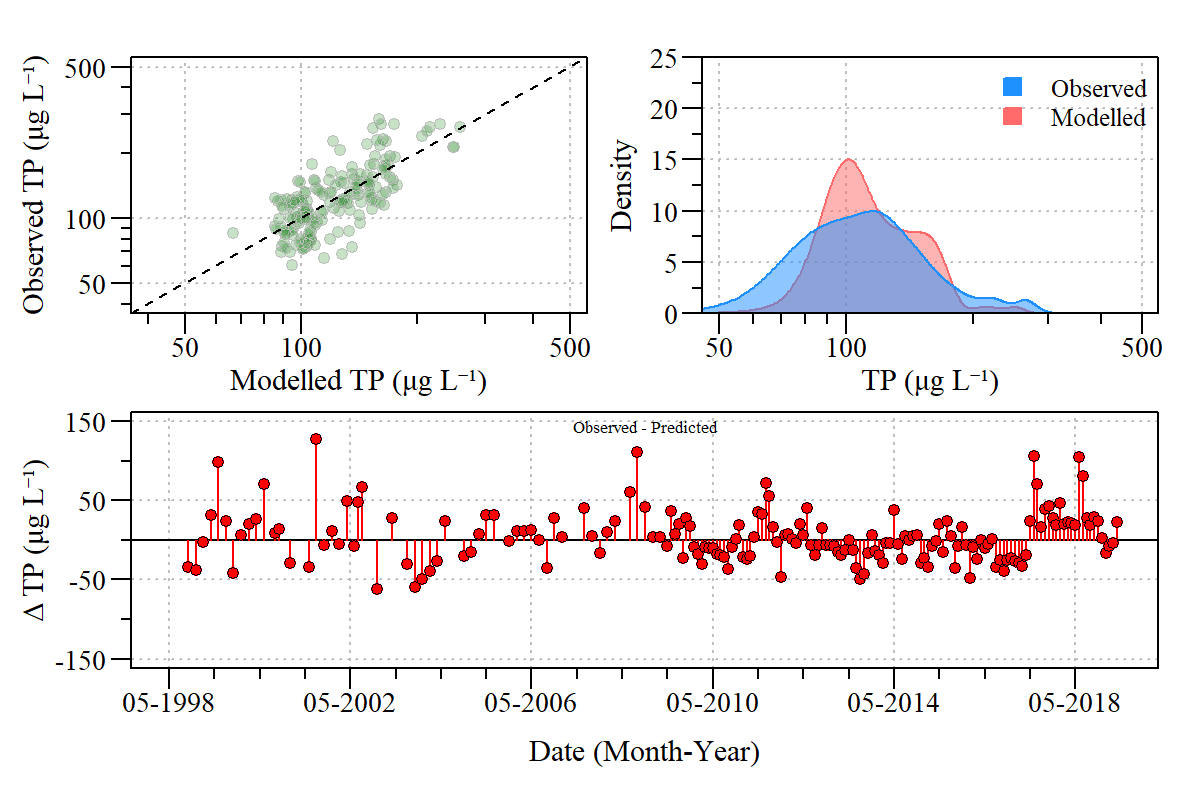 Observed TP (µg L⁻¹)
500
100
50
50
100
500
Modelled TP (µg L⁻¹)
Density
25
20
15
10
5
0
Observed
Modelled
50
100
500
TP (µg L⁻¹)
Δ TP (µg L⁻¹)
150
50
-50
-150
Observed - Predicted
05-1998
05-2002
05-2006
05-2010
05-2014
05-2018
Date (Month-Year)